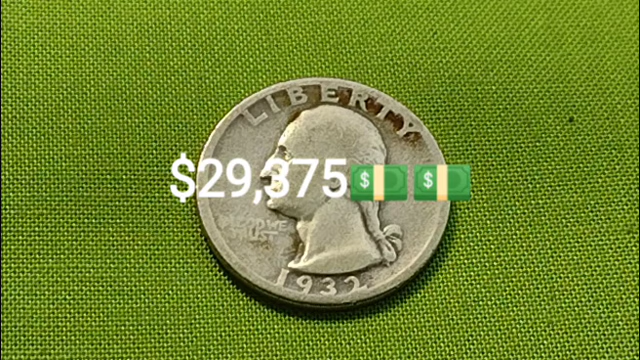 LIBERTY
$29,375💵💵
IN GOD WE
TRUST
1932